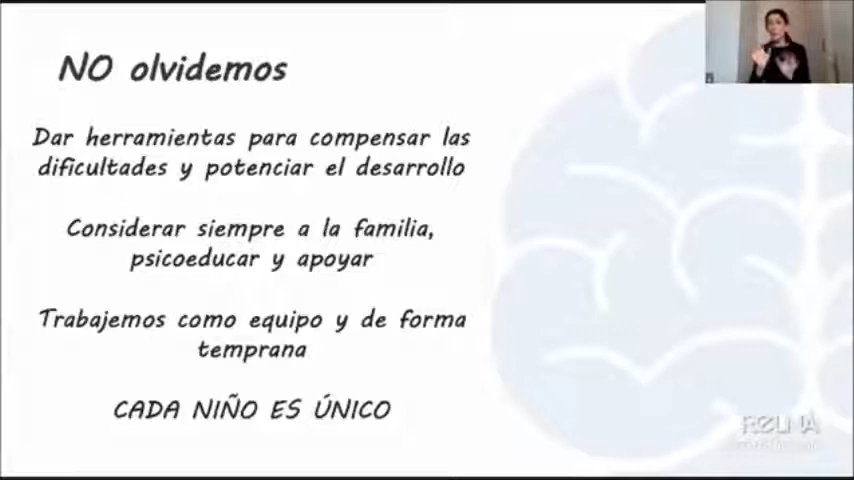 NO olvidemos
Dar herramientas para compensar las
dificultades y potenciar el desarrollo
Considerar siempre a la familia,
psicoeducar y apoyar
Trabajemos como equipo y de forma
temprana
CADA NIÑO ES ÚNICO